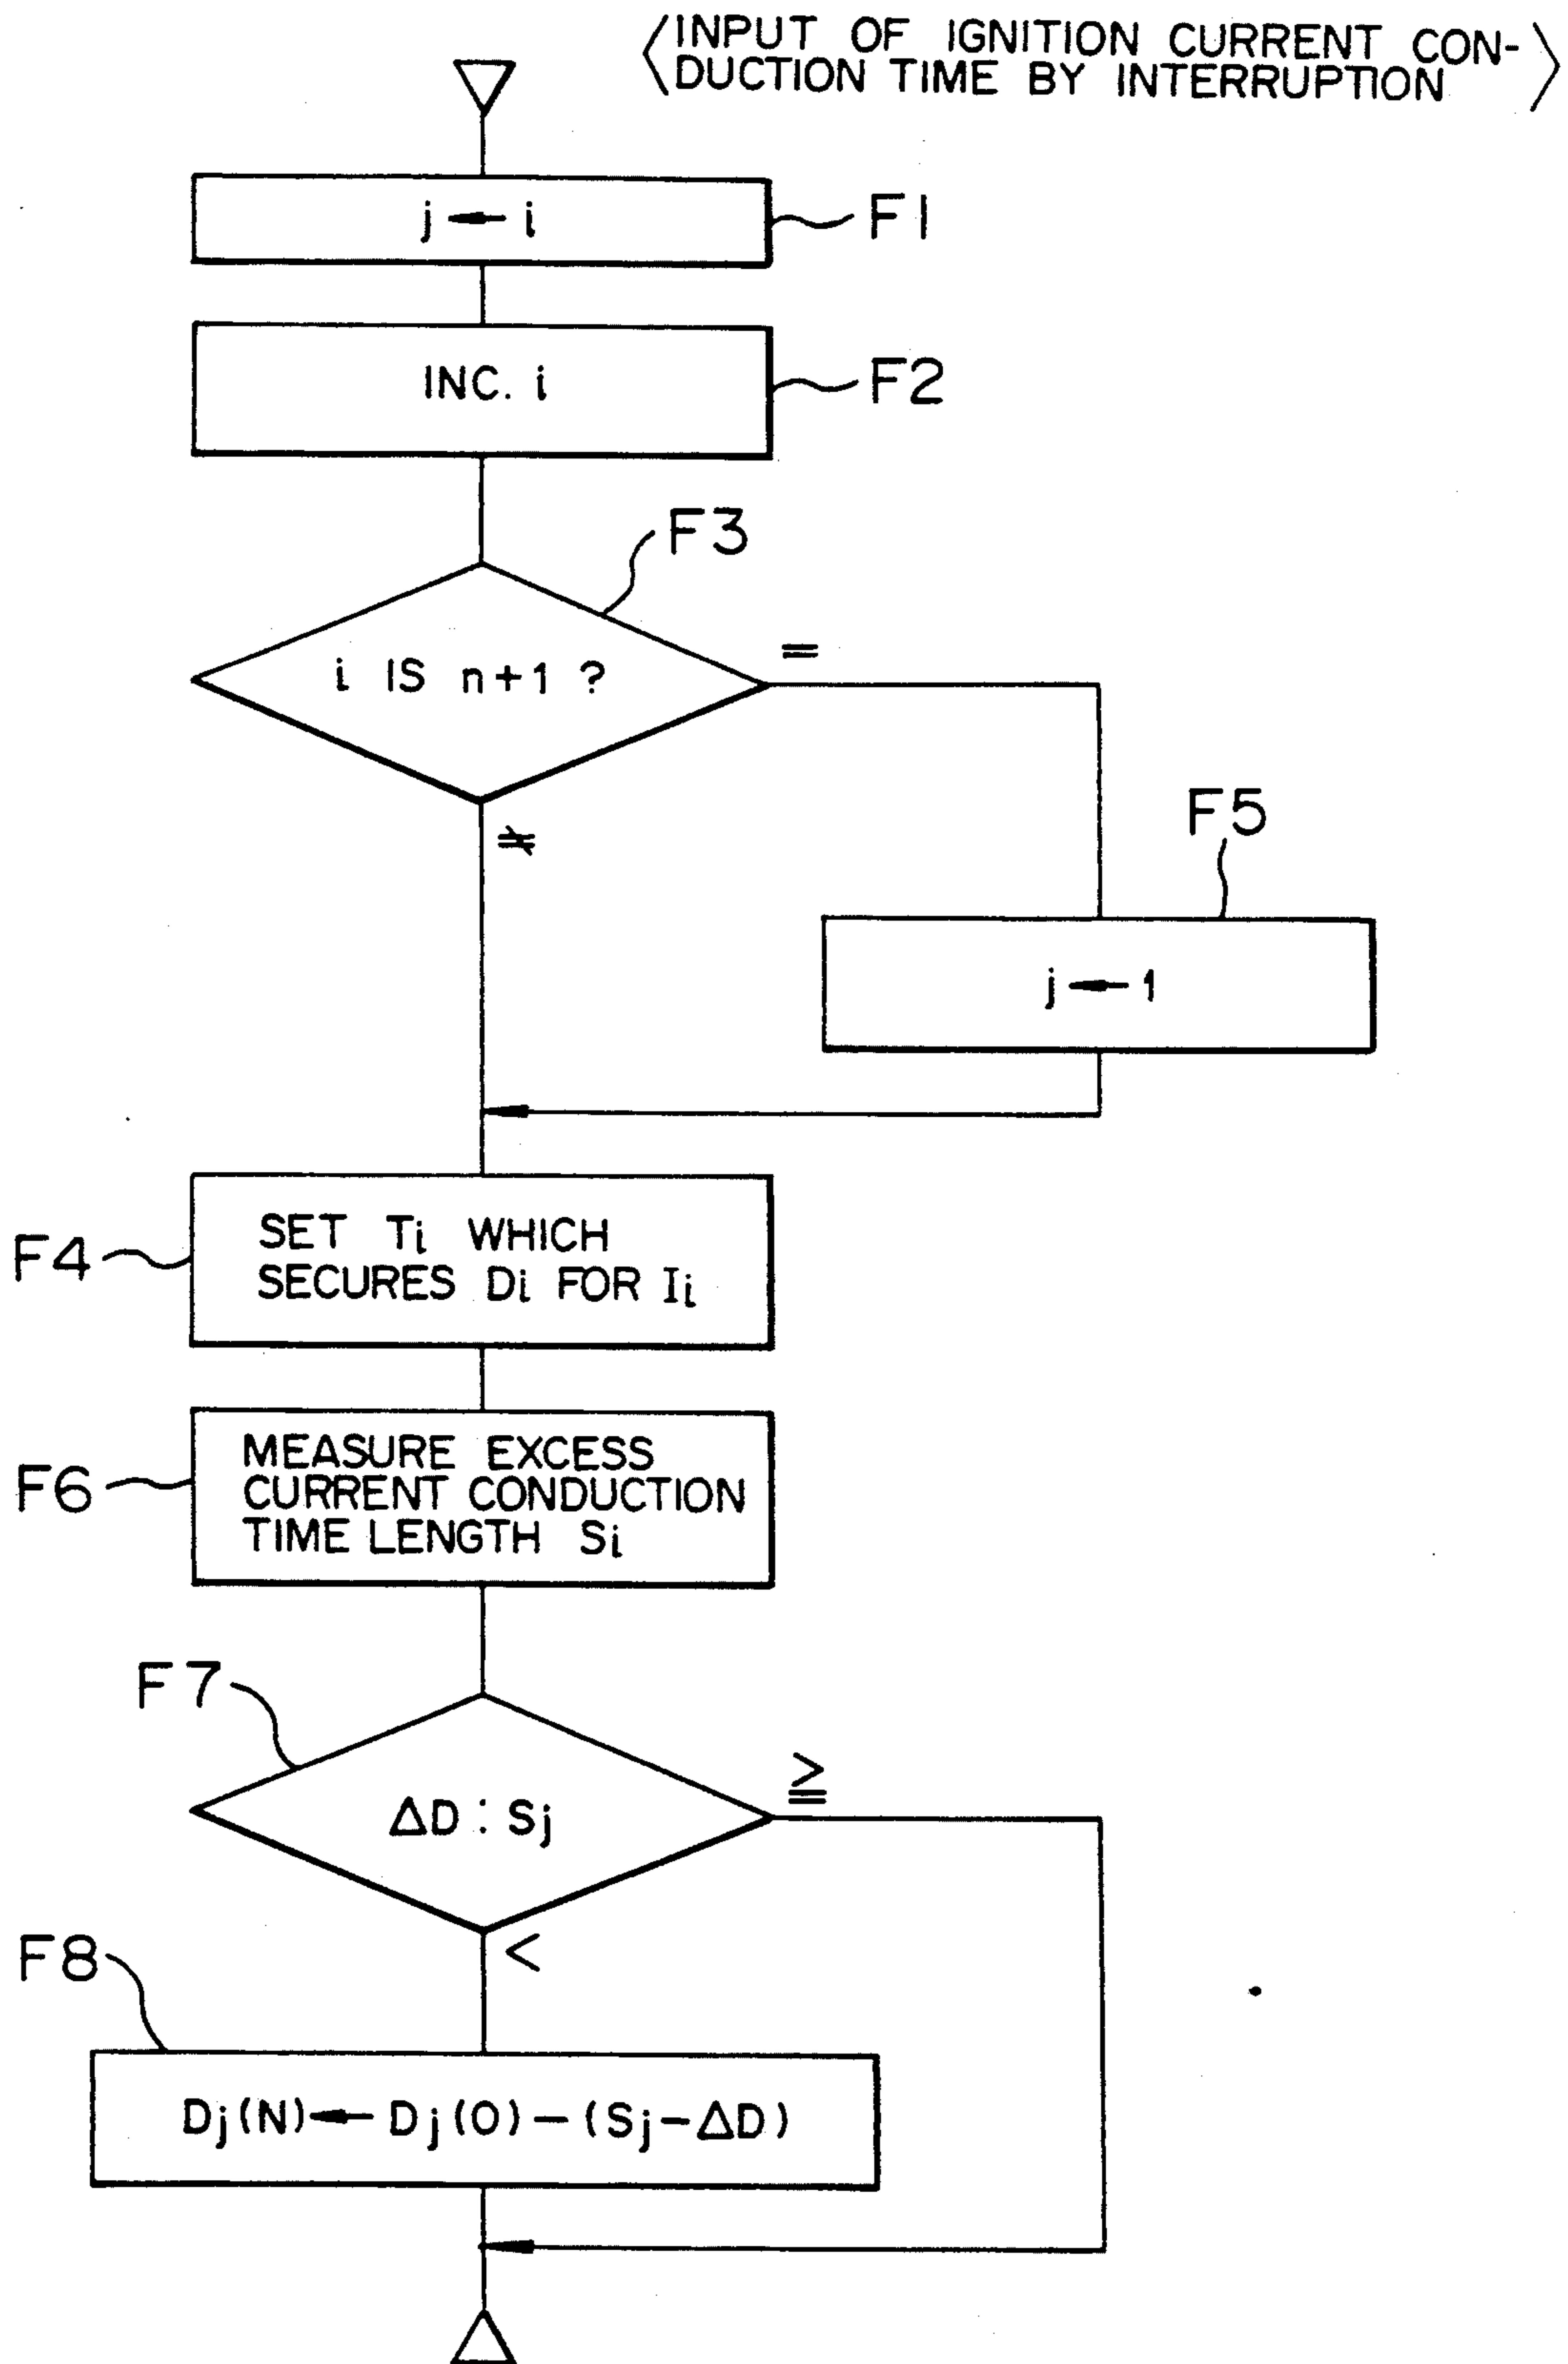 〈INPUT OF IGNITION CURRENT CON-
DUCTION TIME BY INTERRUPTION〉
j ← i
F1
INC. i
F2
F3
i IS n+1 ?
=
≠
F5
j ← 1
F4
SET Ti WHICH
SECURES Di FOR Ii
F6
MEASURE EXCESS
CURRENT CONDUCTION
TIME LENGTH Si
F7
ΔD : Sj
≧
<
F8
Dj(N) ← Dj(O) – (Sj – ΔD)